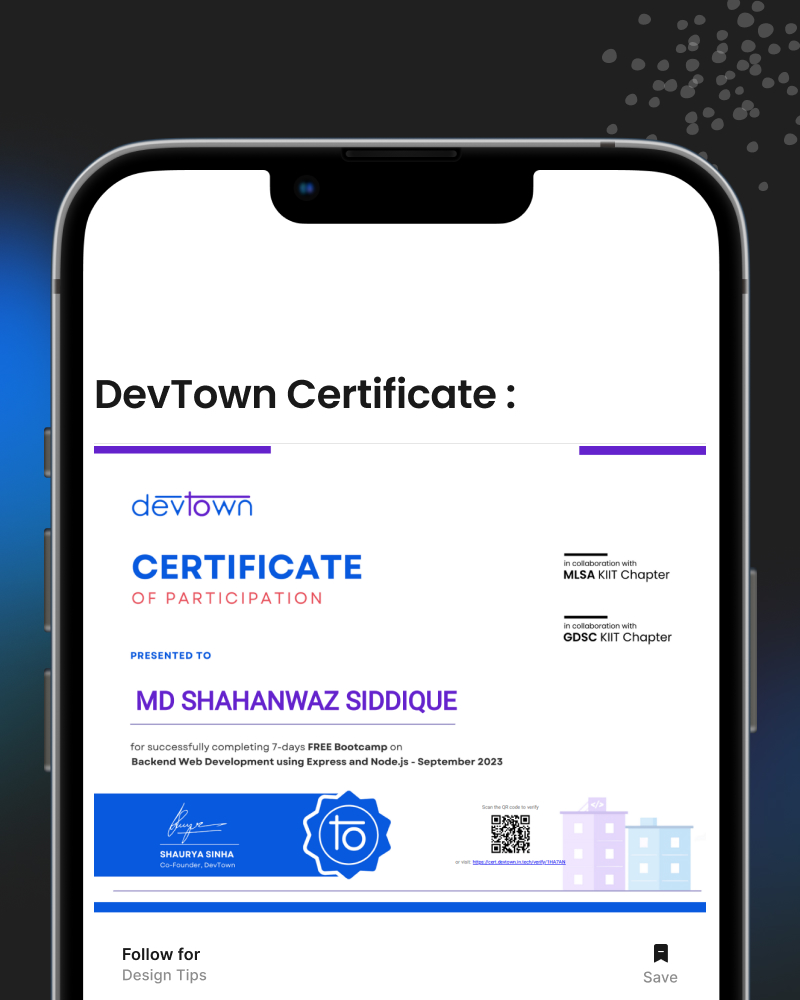 DevTown Certificate :
devtown
CERTIFICATE
OF PARTICIPATION
in collaboration with
MLSA KIIT Chapter
in collaboration with
GDSC KIIT Chapter
PRESENTED TO
MD SHAHANWAZ SIDDIQUE
for successfully completing 7-days FREE Bootcamp on
Backend Web Development using Express and Node.js - September 2023
to
SHAURYA SINHA
Co-Founder, DevTown
Scan the QR code to verify
or visit: https://cert.devtown.in.tech/verify/1HA7AN
</>
Follow for
Design Tips
Save